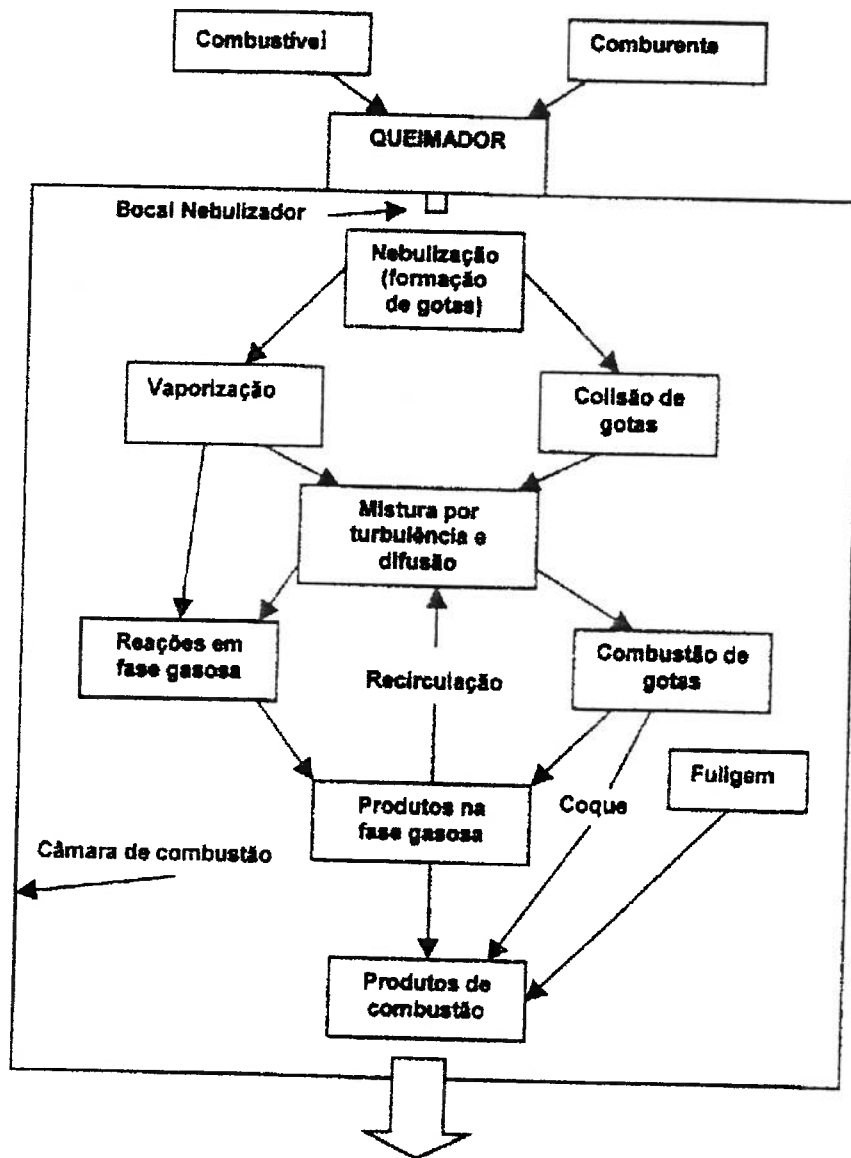 Combustível
Comburente
QUEIMADOR
Bocal Nebulizador
Nebulização
(formação
de gotas)
Vaporização
Colisão de
gotas
Mistura por
turbulência e
difusão
Reações em
fase gasosa
Recirculação
Combustão de
gotas
Produtos na
fase gasosa
Coque
Fuligem
Câmara de combustão
Produtos de
combustão